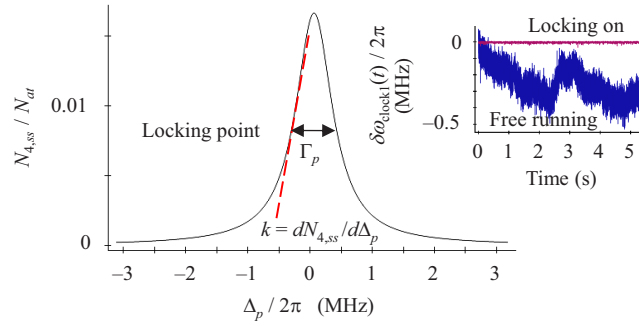 N₄,ₛₛ / Nₐₜ
0.01
0
Locking point
Γₚ
k = dN₄,ₛₛ/dΔₚ
–3 –2 –1 0 1 2 3
Δₚ / 2π (MHz)
δω_clock1(t) / 2π
(MHz)
0
–0.5
Locking on
Free running
0 1 2 3 4 5
Time (s)